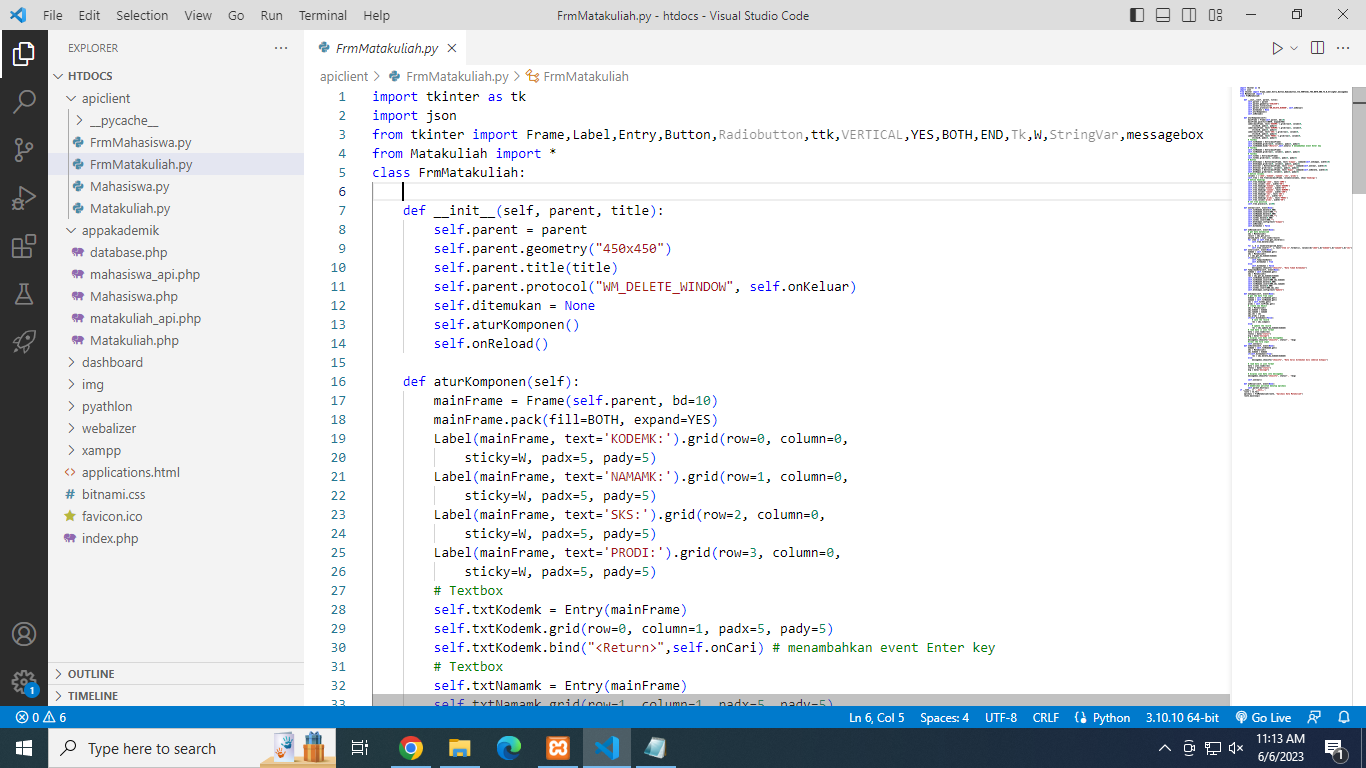 File Edit Selection View Go Run Terminal Help
FrmMatakuliah.py - htdocs - Visual Studio Code
EXPLORER
HTDOCS
apiclient
__pycache__
FrmMahasiswa.py
FrmMatakuliah.py
Mahasiswa.py
Matakuliah.py
appakademik
database.php
mahasiswa_api.php
Mahasiswa.php
matakuliah_api.php
Matakuliah.php
dashboard
img
pyathlon
webalizer
xampp
applications.html
bitnami.css
favicon.ico
index.php
OUTLINE
TIMELINE
FrmMatakuliah.py
apiclient > FrmMatakuliah.py > FrmMatakuliah
1 import tkinter as tk
2 import json
3 from tkinter import Frame,Label,Entry,Button,Radiobutton,ttk,VERTICAL,YES,BOTH,END,Tk,W,StringVar,messagebox
4 from Matakuliah import *
5 class FrmMatakuliah:
6
7 def __init__(self, parent, title):
8 self.parent = parent
9 self.parent.geometry("450x450")
10 self.parent.title(title)
11 self.parent.protocol("WM_DELETE_WINDOW", self.onKeluar)
12 self.ditemukan = None
13 self.aturKomponen()
14 self.onReload()
15
16 def aturKomponen(self):
17 mainFrame = Frame(self.parent, bd=10)
18 mainFrame.pack(fill=BOTH, expand=YES)
19 Label(mainFrame, text='KODEMK:').grid(row=0, column=0,
20 sticky=W, padx=5, pady=5)
21 Label(mainFrame, text='NAMAMK:').grid(row=1, column=0,
22 sticky=W, padx=5, pady=5)
23 Label(mainFrame, text='SKS:').grid(row=2, column=0,
24 sticky=W, padx=5, pady=5)
25 Label(mainFrame, text='PRODI:').grid(row=3, column=0,
26 sticky=W, padx=5, pady=5)
27 # Textbox
28 self.txtKodemk = Entry(mainFrame)
29 self.txtKodemk.grid(row=0, column=1, padx=5, pady=5)
30 self.txtKodemk.bind("<Return>",self.onCari) # menambahkan event Enter key
31 # Textbox
32 self.txtNamamk = Entry(mainFrame)
33 self.txtNamamk.grid(row=1, column=1, padx=5, pady=5)
0 6
Ln 6, Col 5 Spaces: 4 UTF-8 CRLF Python 3.10.10 64-bit Go Live
1
Type here to search
11:13 AM
6/6/2023
1